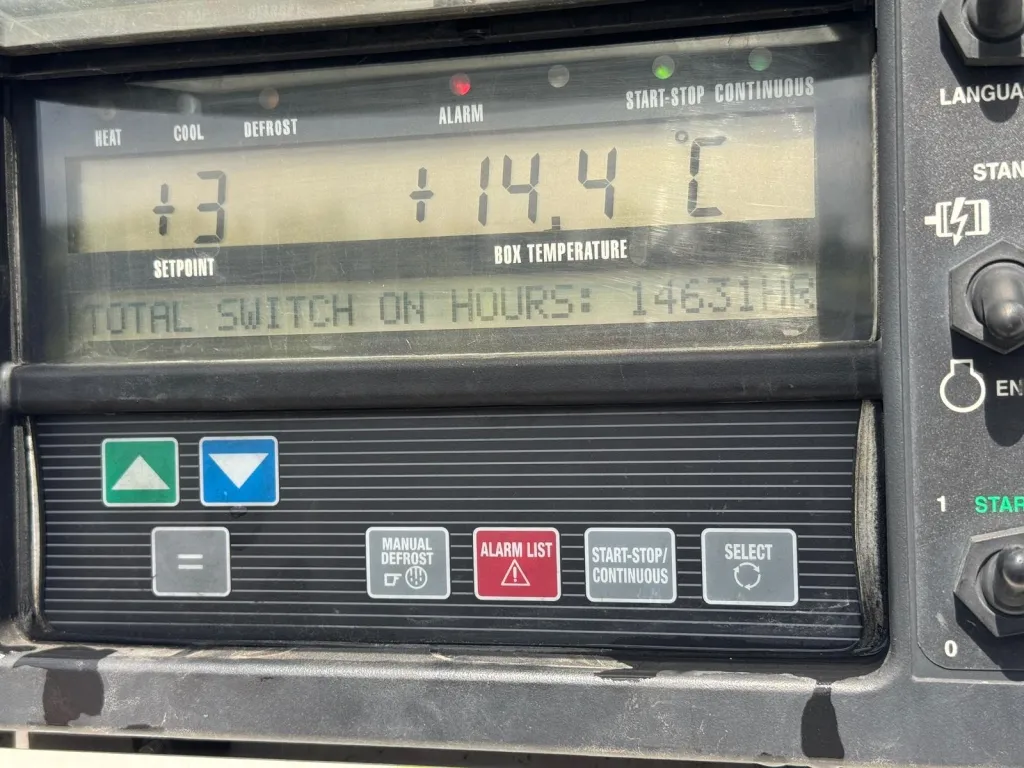 HEAT COOL DEFROST ALARM START-STOP CONTINUOUS
+3 +14.4 °C
SETPOINT BOX TEMPERATURE
TOTAL SWITCH ON HOURS: 14631HR
MANUAL DEFROST
ALARM LIST
START-STOP/
CONTINUOUS
SELECT
LANGUA
STAN
EN
1 STAR
0